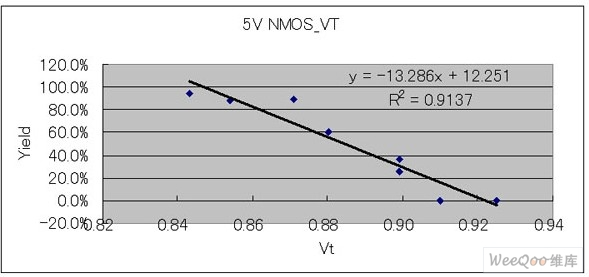 5V NMOS_VT
y = -13.286x + 12.251
R² = 0.9137
Yield
120.0%
100.0%
80.0%
60.0%
40.0%
20.0%
0.0%
-20.0%
0.82
0.84
0.86
0.88
0.90
0.92
0.94
Vt
WeeQoo维库